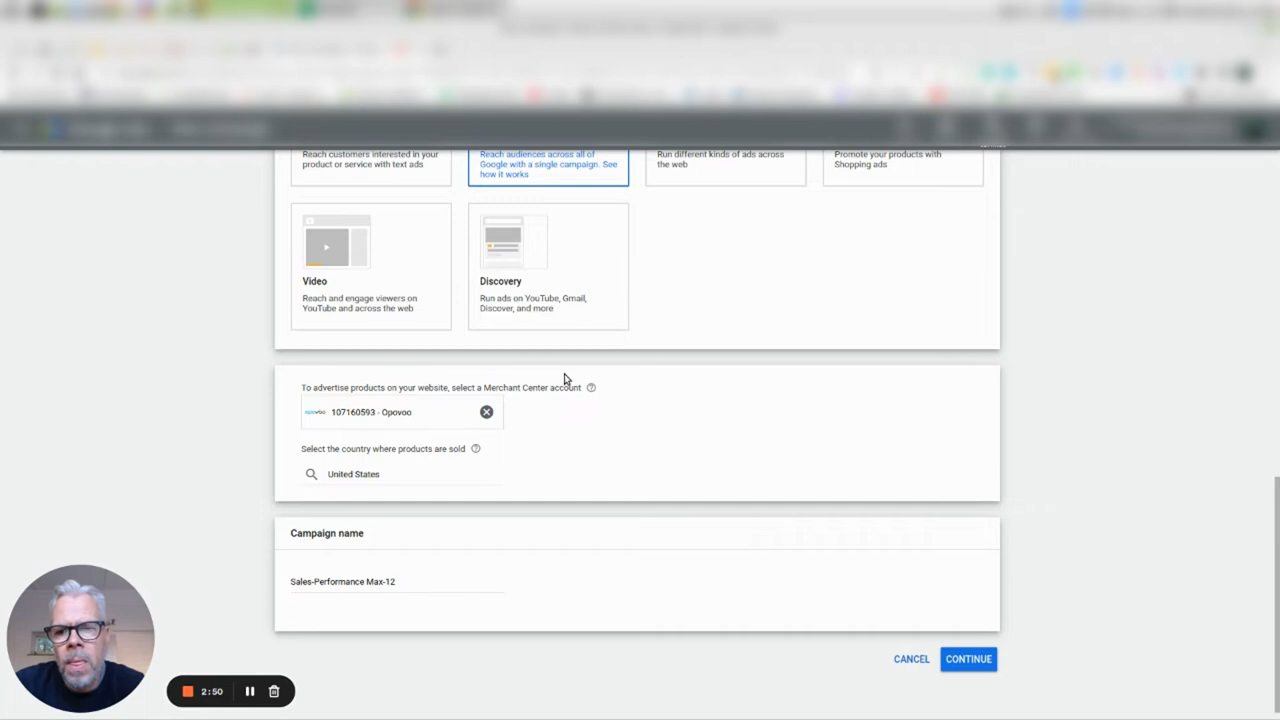 Reach customers interested in your
product or service with text ads
Reach audiences across all of
Google with a single campaign. See
how it works
Run different kinds of ads across
the web
Promote your products with
Shopping ads
Video
Reach and engage viewers on
YouTube and across the web
Discovery
Run ads on YouTube, Gmail,
Discover, and more
To advertise products on your website, select a Merchant Center account
107160593 - Opovoo
Select the country where products are sold
United States
Campaign name
Sales-Performance Max-12
CANCEL CONTINUE
2:50